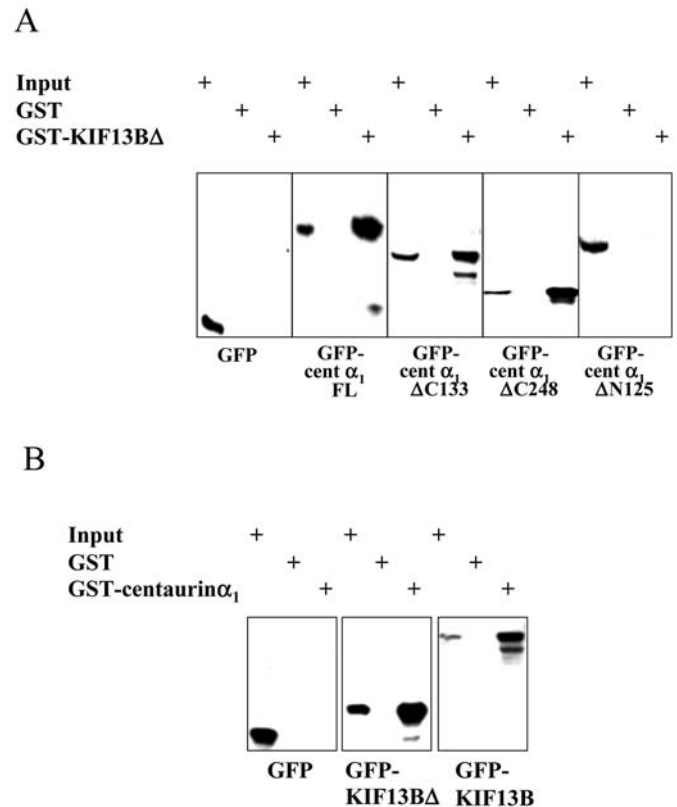 A
Input + + + + +
GST + + + + +
GST-KIF13BΔ + + + + +
GFP
GFP-
cent α₁
FL
GFP-
cent α₁
ΔC133
GFP-
cent α₁
ΔC248
GFP-
cent α₁
ΔN125
B
Input + + +
GST + + +
GST-centaurinα₁ + + +
GFP
GFP-
KIF13BΔ
GFP-
KIF13B